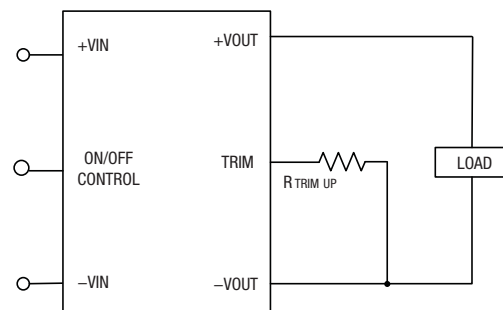 +VIN
+VOUT
ON/OFF
CONTROL
TRIM
R TRIM UP
LOAD
−VIN
−VOUT